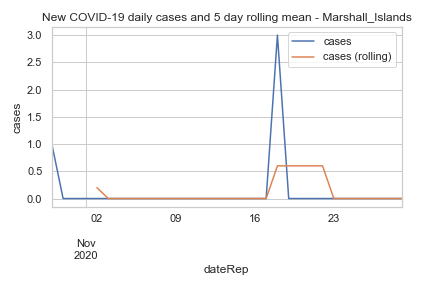 New COVID-19 daily cases and 5 day rolling mean - Marshall_Islands
cases
cases (rolling)
cases
3.0
2.5
2.0
1.5
1.0
0.5
0.0
02
09
16
23
Nov
2020
dateRep